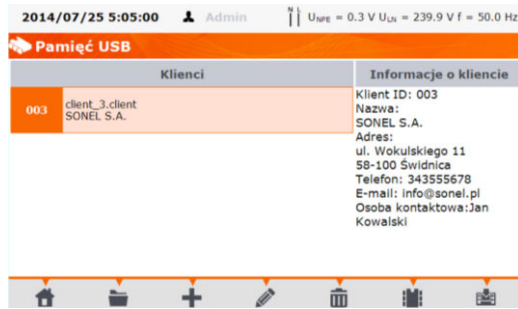 2014/07/25 5:05:00 Admin N L U_NPE = 0.3 V U_LN = 239.9 V f = 50.0 Hz
Pamięć USB
Klienci
Informacje o kliencie
003
client_3.client
SONEL S.A.
Klient ID: 003
Nazwa:
SONEL S.A.
Adres:
ul. Wokulskiego 11
58-100 Świdnica
Telefon: 343555678
E-mail: info@sonel.pl
Osoba kontaktowa:Jan
Kowalski